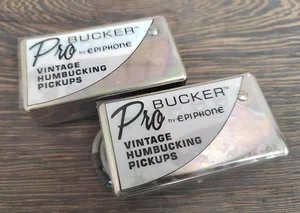 Pro BUCKER™
by EPIPHONE
VINTAGE
HUMBUCKING
PICKUPS
Pro BUCKER™
by EPIPHONE
VINTAGE
HUMBUCKING
PICKUPS